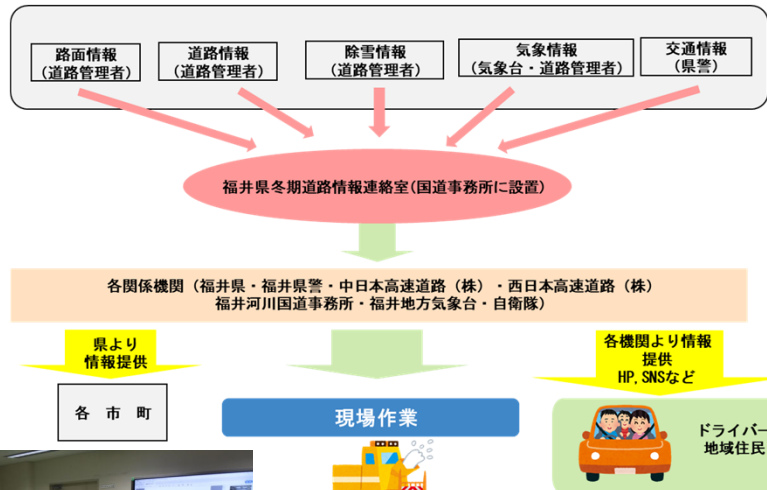 路面情報
(道路管理者)
道路情報
(道路管理者)
除雪情報
(道路管理者)
気象情報
(気象台・道路管理者)
交通情報
(県警)
福井県冬期道路情報連絡室(国道事務所に設置)
各関係機関（福井県・福井県警・中日本高速道路（株）・西日本高速道路（株）
福井河川国道事務所・福井地方気象台・自衛隊）
県より
情報提供
各機関より情報
提供
HP,SNSなど
各 市 町
現場作業
ドライバー
地域住民